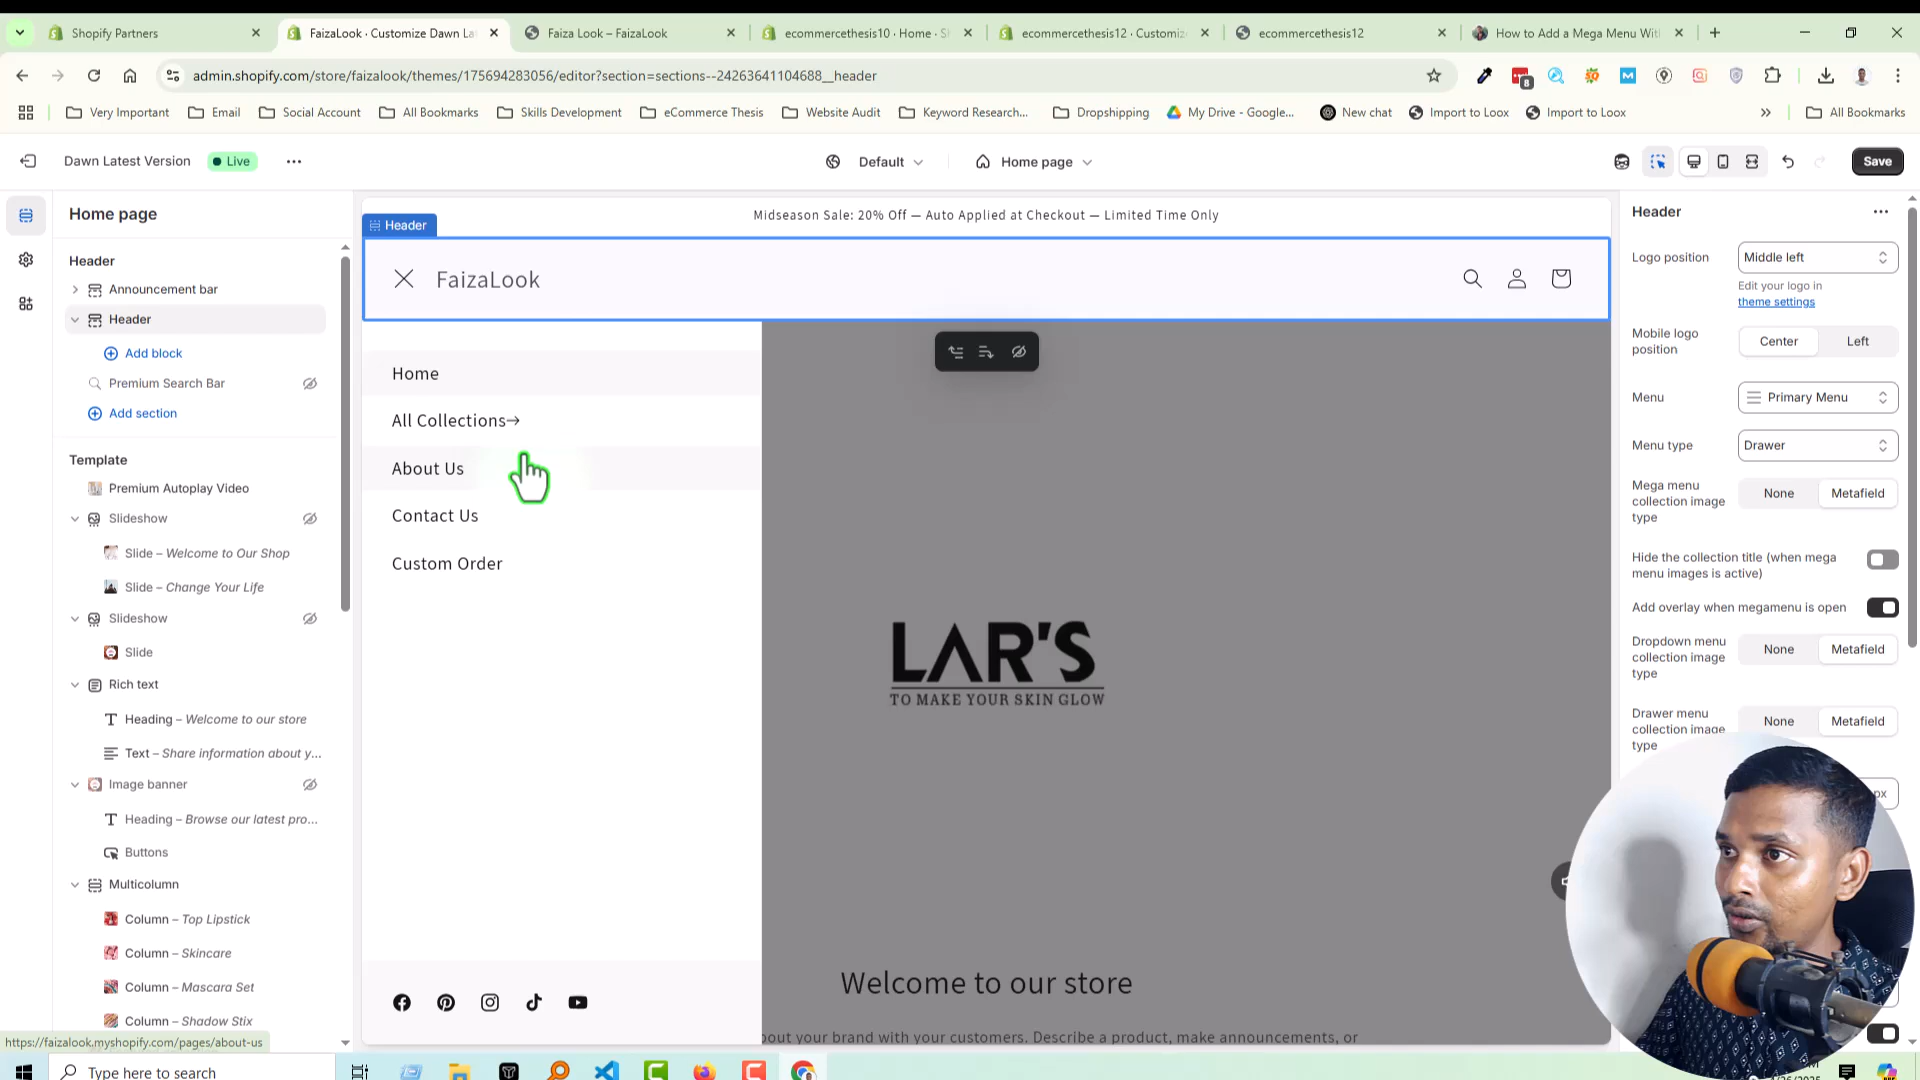 Shopify Partners
FaizaLook · Customize Dawn La
Faiza Look – FaizaLook
ecommercethesis10 · Home · S
ecommercethesis12 · Customiz
ecommercethesis12
How to Add a Mega Menu Wit
admin.shopify.com/store/faizalook/themes/175694283056/editor?section=sections--24263641104688__header
8
Very Important
Email
Social Account
All Bookmarks
Skills Development
eCommerce Thesis
Website Audit
Keyword Research...
Dropshipping
My Drive - Google...
New chat
Import to Loox
Import to Loox
All Bookmarks
Dawn Latest Version
Live
Default
Home page
Save
Home page
Header
Announcement bar
Header
Add block
Premium Search Bar
Add section
Template
Premium Autoplay Video
Slideshow
Slide – Welcome to Our Shop
Slide – Change Your Life
Slideshow
Slide
Rich text
Heading – Welcome to our store
Text – Share information about y...
Image banner
Heading – Browse our latest pro...
Buttons
Multicolumn
Column – Top Lipstick
Column – Skincare
Column – Mascara Set
Column – Shadow Stix
https://faizalook.myshopify.com/pages/about-us
Midseason Sale: 20% Off — Auto Applied at Checkout — Limited Time Only
Header
FaizaLook
Home
All Collections→
About Us
Contact Us
Custom Order
LAR'S
TO MAKE YOUR SKIN GLOW
Welcome to our store
bout your brand with your customers. Describe a product, make announcements, or
Header
Logo position
Middle left
Edit your logo in
theme settings
Mobile logo
position
Center
Left
Menu
Primary Menu
Menu type
Drawer
Mega menu
collection image
type
None
Metafield
Hide the collection title (when mega
menu images is active)
Add overlay when megamenu is open
Dropdown menu
collection image
type
None
Metafield
Drawer menu
collection image
type
None
Metafield
px
Type here to search